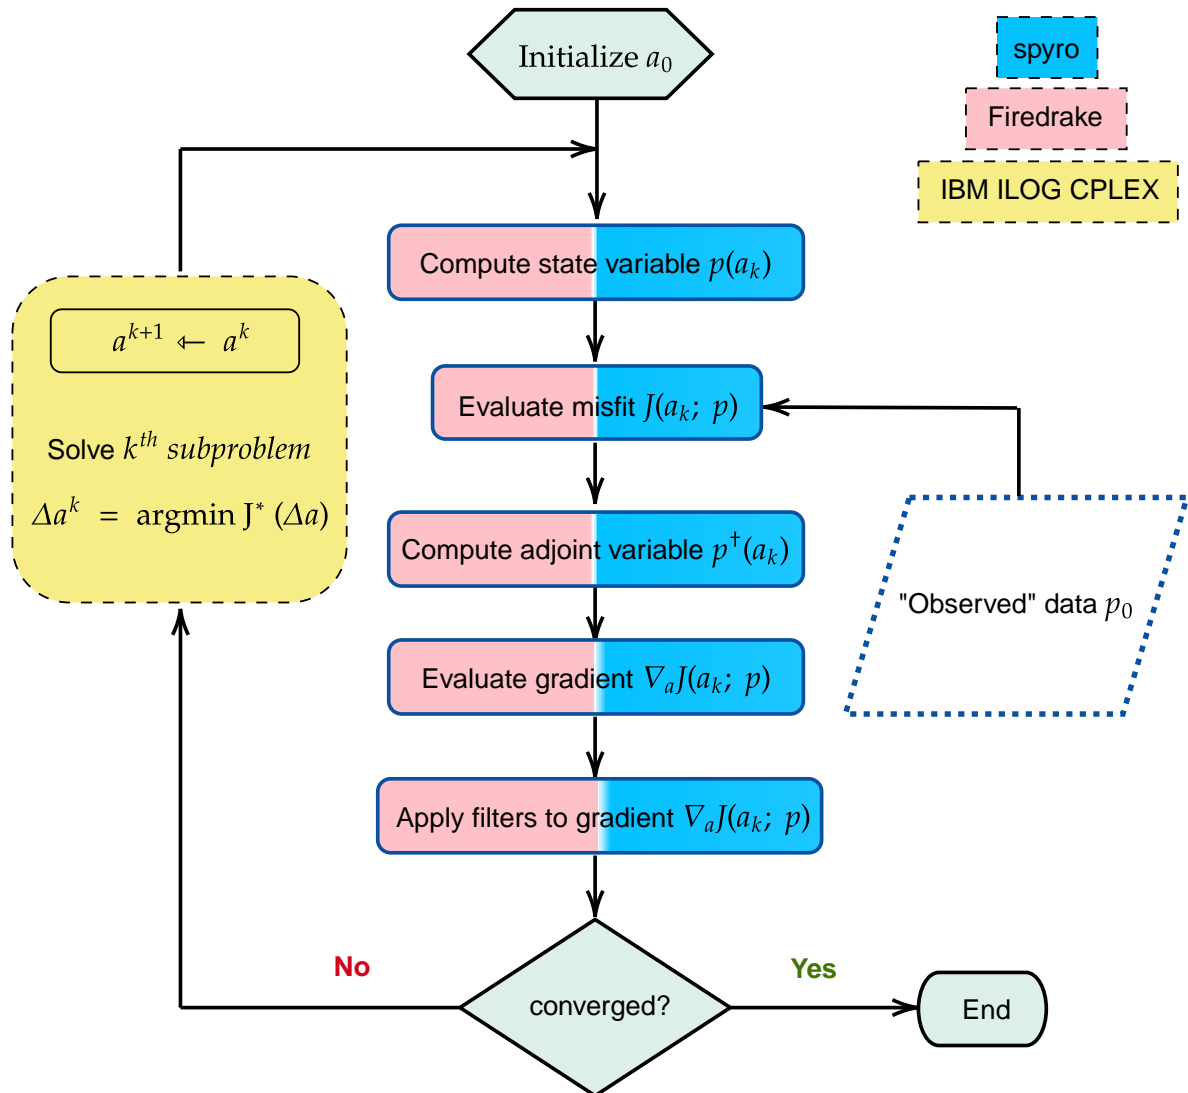 Initialize a₀
spyro
Firedrake
IBM ILOG CPLEX
Compute state variable p(aₖ)
aᵏ⁺¹ ⇐ aᵏ
Evaluate misfit J(aₖ; p)
Solve kᵗʰ subproblem
Δaᵏ = argmin J* (Δa)
Compute adjoint variable p†(aₖ)
"Observed" data p₀
Evaluate gradient ∇ₐJ(aₖ; p)
Apply filters to gradient ∇ₐJ(aₖ; p)
No
Yes
converged?
End